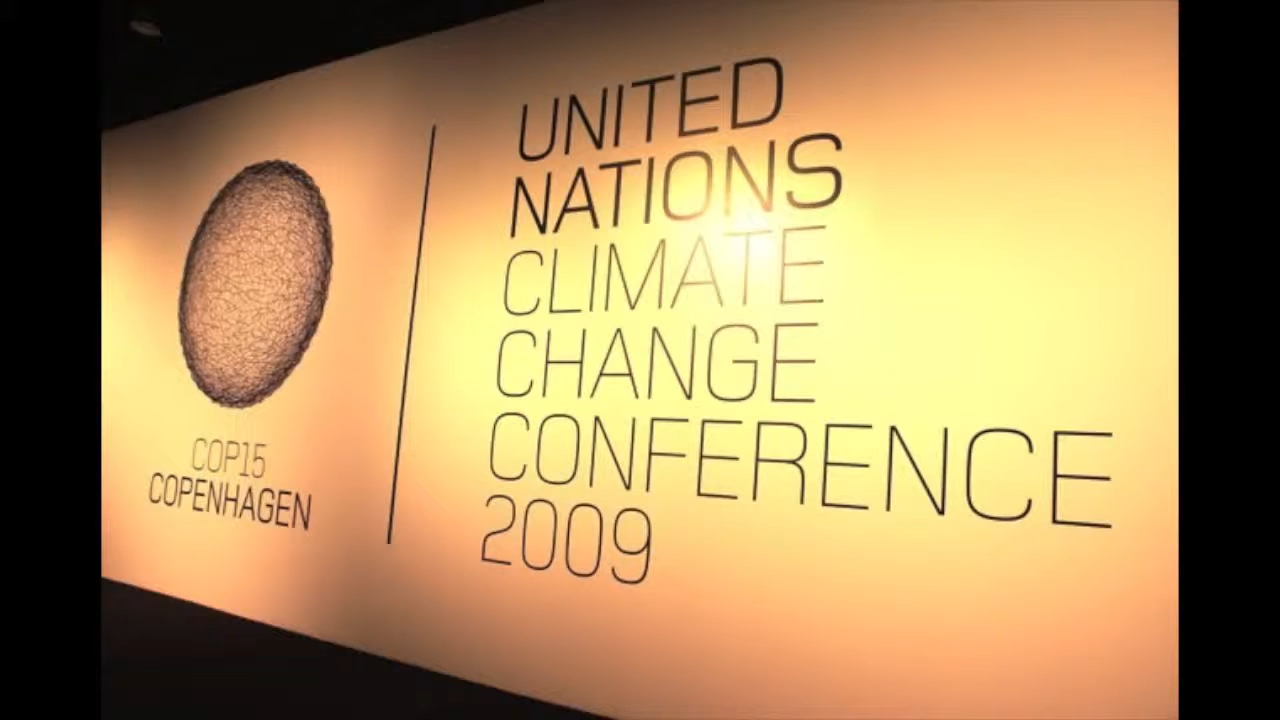 COP15
COPENHAGEN
UNITED
NATIONS
CLIMATE
CHANGE
CONFERENCE
2009